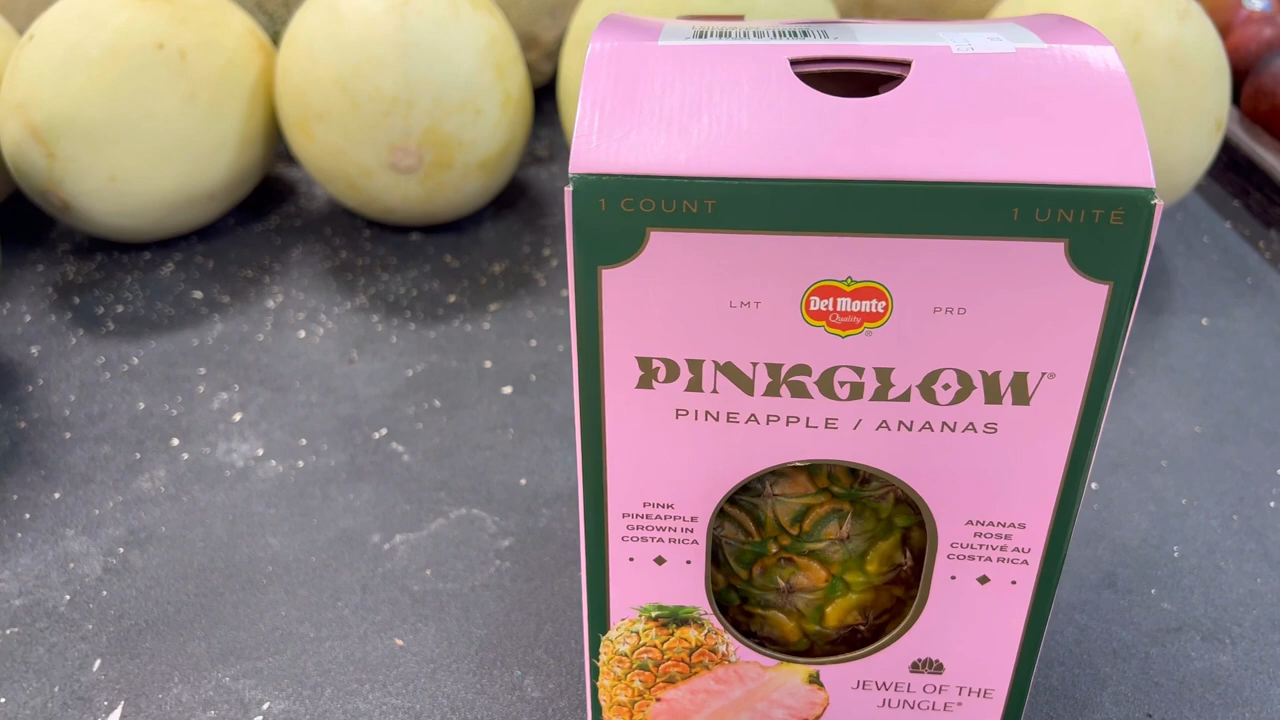 1 COUNT
1 UNITÉ
LMT
Del Monte
Quality
®
PRD
PINKGLOW®
PINEAPPLE / ANANAS
PINK
PINEAPPLE
GROWN IN
COSTA RICA
ANANAS
ROSE
CULTIVÉ AU
COSTA RICA
JEWEL OF THE
JUNGLE®